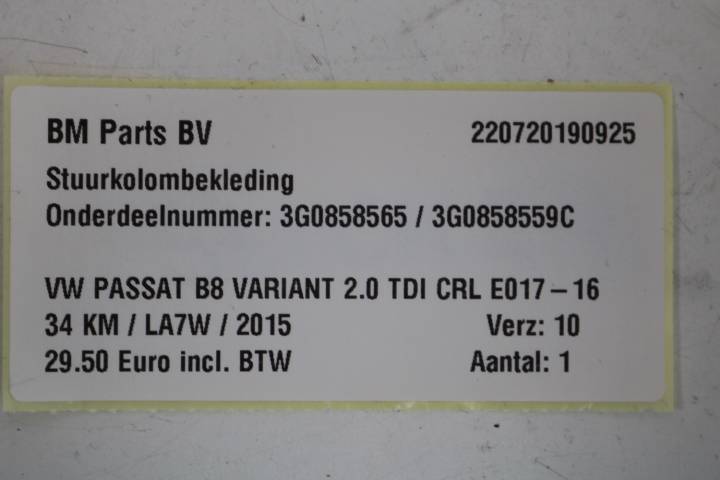 BM Parts BV 220720190925
Stuurkolombekleding
Onderdeelnummer: 3G0858565 / 3G0858559C
VW PASSAT B8 VARIANT 2.0 TDI CRL E017-16
34 KM / LA7W / 2015 Verz: 10
29.50 Euro incl. BTW Aantal: 1